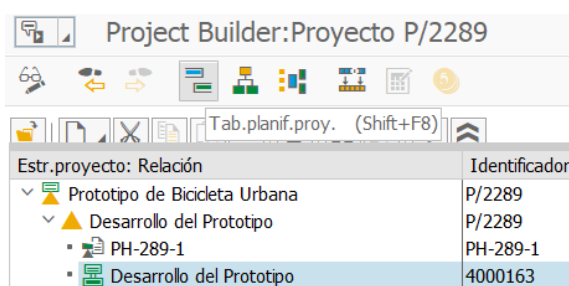 Project Builder:Proyecto P/2289
Tab.planif.proy. (Shift+F8)
Estr.proyecto: Relación Identificador
Prototipo de Bicicleta Urbana P/2289
Desarrollo del Prototipo P/2289
PH-289-1 PH-289-1
Desarrollo del Prototipo 4000163